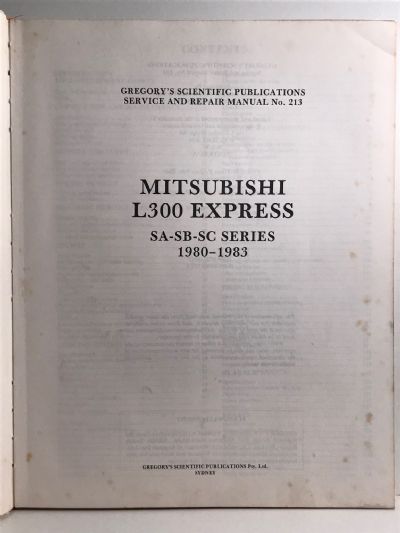 GREGORY'S SCIENTIFIC PUBLICATIONS
SERVICE AND REPAIR MANUAL No. 213
MITSUBISHI
L300 EXPRESS
SA-SB-SC SERIES
1980–1983
GREGORY'S SCIENTIFIC PUBLICATIONS Pty. Ltd.
SYDNEY